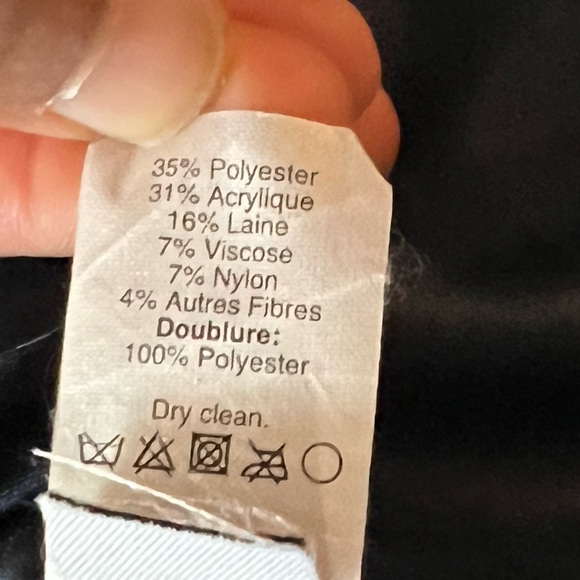 35% Polyester
31% Acrylique
16% Laine
7% Viscose
7% Nylon
4% Autres Fibres
Doublure:
100% Polyester
Dry clean.